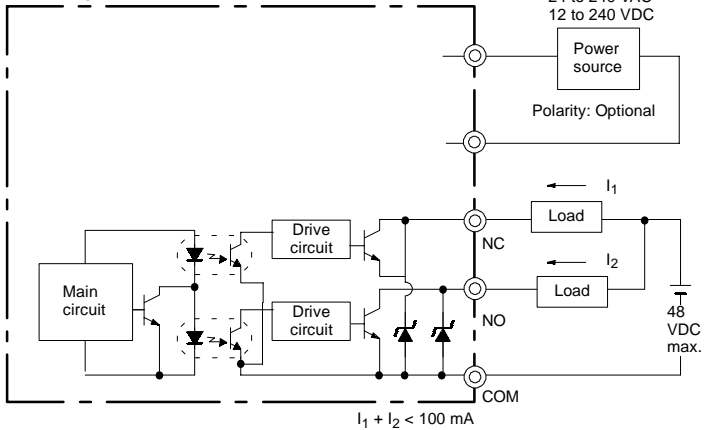 24 to 240 VAC
12 to 240 VDC
Power
source
Polarity: Optional
I1
Load
NC
Drive
circuit
I2
Load
Main
circuit
Drive
circuit
NO
48
VDC
max.
COM
I1 + I2 < 100 mA